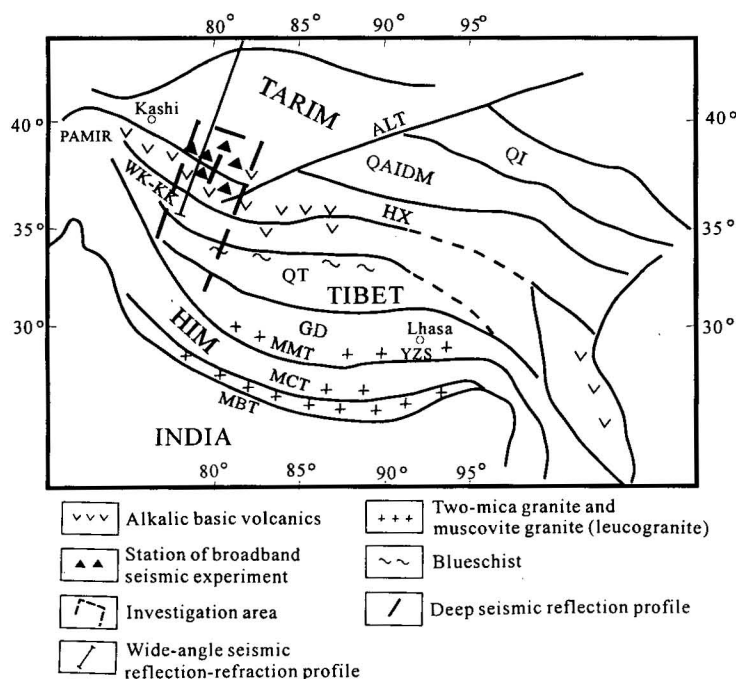 80° 85° 90° 95°
TARIM
Kashi
ALT
40° 40°
PAMIR
QI
QAIDM
WK-KK
HX
35° 35°
QT
TIBET
30° 30°
GD
Lhasa
HIM
MMT
YZS
MCT
MBT
INDIA
80° 85° 90° 95°
Alkalic basic volcanics
Two-mica granite and
muscovite granite (leucogranite)
Station of broadband
seismic experiment
Blueschist
Investigation area
Deep seismic reflection profile
Wide-angle seismic
reflection-refraction profile